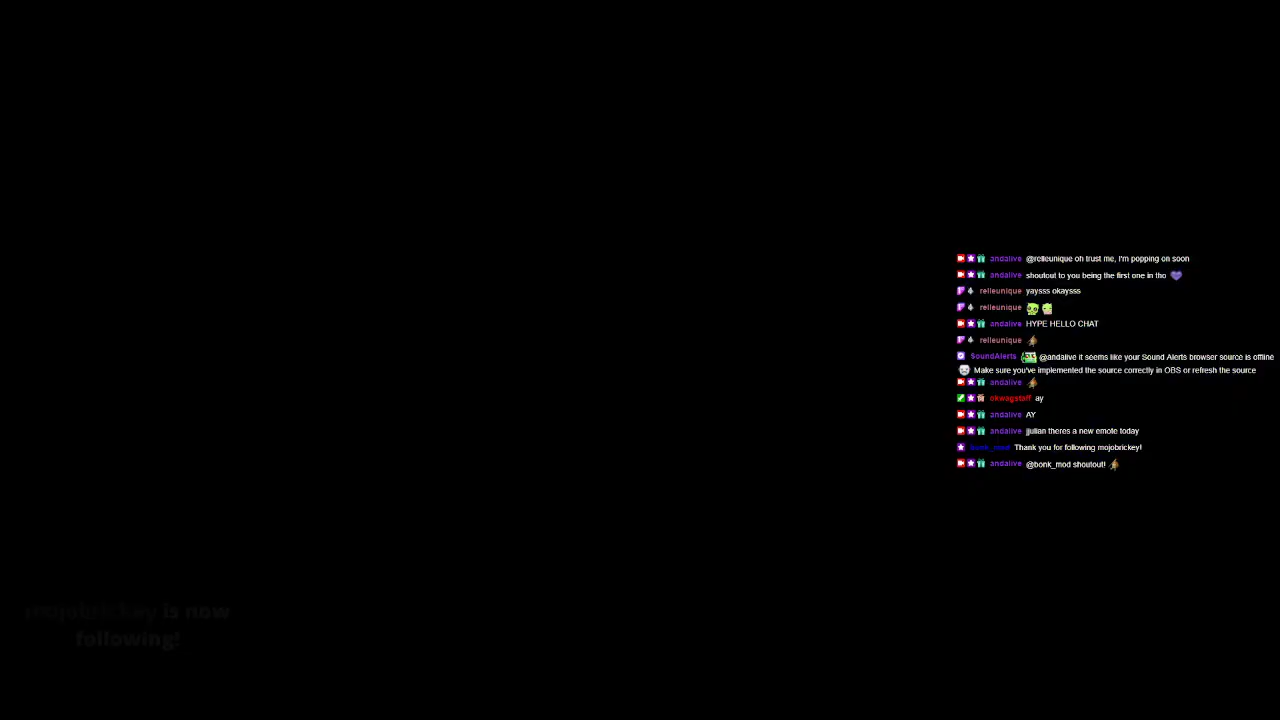 andalive @relleunique oh trust me, I'm popping on soon
andalive shoutout to you being the first one in tho
relleunique yaysss okaysss
relleunique
andalive HYPE HELLO CHAT
relleunique
SoundAlerts @andalive it seems like your Sound Alerts browser source is offline
Make sure you've implemented the source correctly in OBS or refresh the source
andalive
okwagstaff ay
andalive AY
andalive jjulian theres a new emote today
bonk_mod Thank you for following mojobrickey!
andalive @bonk_mod shoutout!
mojobrickey is now
following!